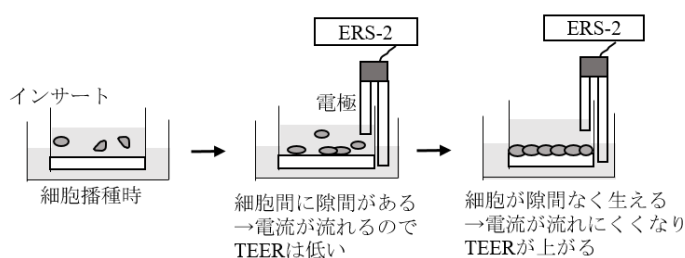 ERS-2
ERS-2
インサート
電極
細胞播種時
細胞間に隙間がある
→電流が流れるので
TEERは低い
細胞が隙間なく生える
→電流が流れにくくなり
TEERが上がる